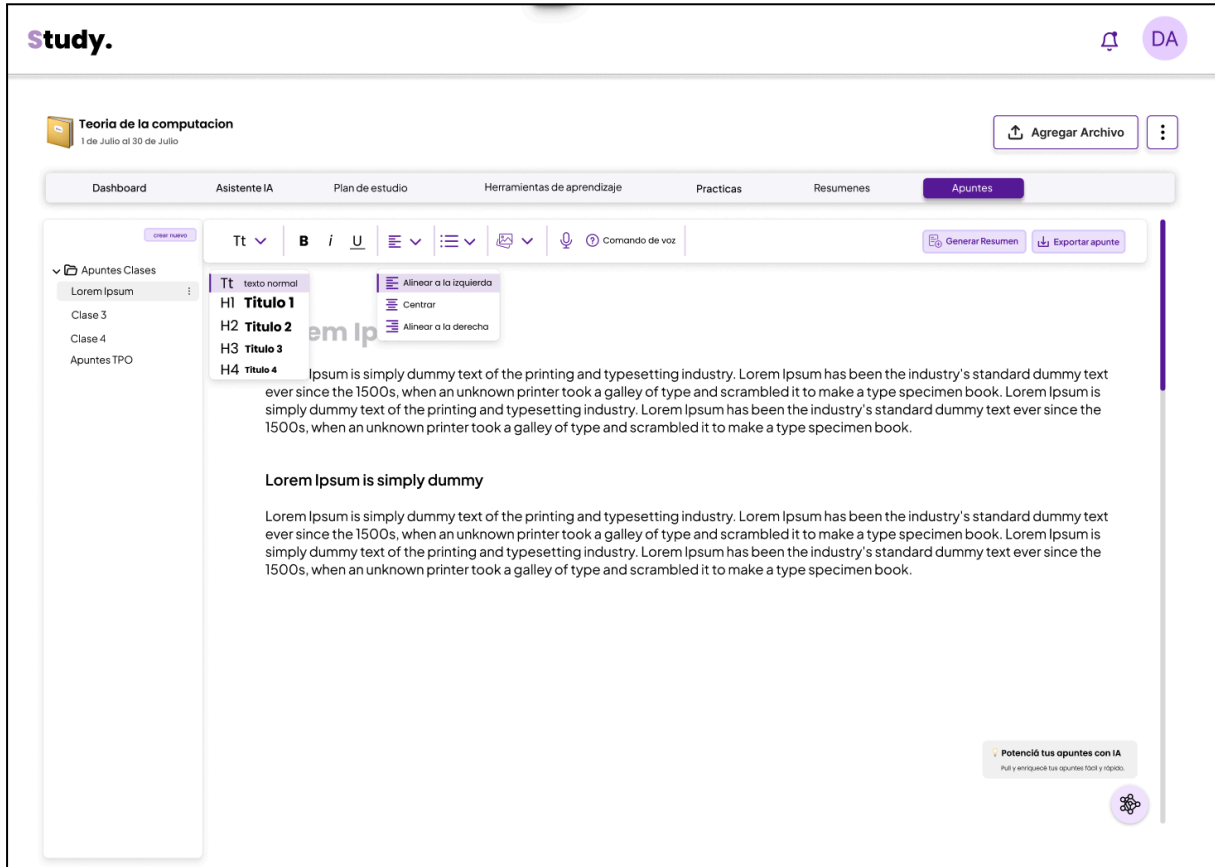 Study.
DA
Teoria de la computacion
1 de Julio al 30 de Julio
Agregar Archivo
Dashboard
Asistente IA
Plan de estudio
Herramientas de aprendizaje
Practicas
Resumenes
Apuntes
crear nuevo
Apuntes Clases
Lorem Ipsum
Clase 3
Clase 4
Apuntes TPO
Tt
B i U
Comando de voz
Generar Resumen
Exportar apunte
Tt texto normal
H1 Titulo 1
H2 Titulo 2
H3 Titulo 3
H4 Titulo 4
Alinear a la izquierda
Centrar
Alinear a la derecha
em Ip
Ipsum is simply dummy text of the printing and typesetting industry. Lorem Ipsum has been the industry's standard dummy text
ever since the 1500s, when an unknown printer took a galley of type and scrambled it to make a type specimen book. Lorem Ipsum is
simply dummy text of the printing and typesetting industry. Lorem Ipsum has been the industry's standard dummy text ever since the
1500s, when an unknown printer took a galley of type and scrambled it to make a type specimen book.
Lorem Ipsum is simply dummy
Lorem Ipsum is simply dummy text of the printing and typesetting industry. Lorem Ipsum has been the industry's standard dummy text
ever since the 1500s, when an unknown printer took a galley of type and scrambled it to make a type specimen book. Lorem Ipsum is
simply dummy text of the printing and typesetting industry. Lorem Ipsum has been the industry's standard dummy text ever since the
1500s, when an unknown printer took a galley of type and scrambled it to make a type specimen book.
Potenciá tus apuntes con IA
Pulí y enriquecé tus apuntes fácil y rápido.